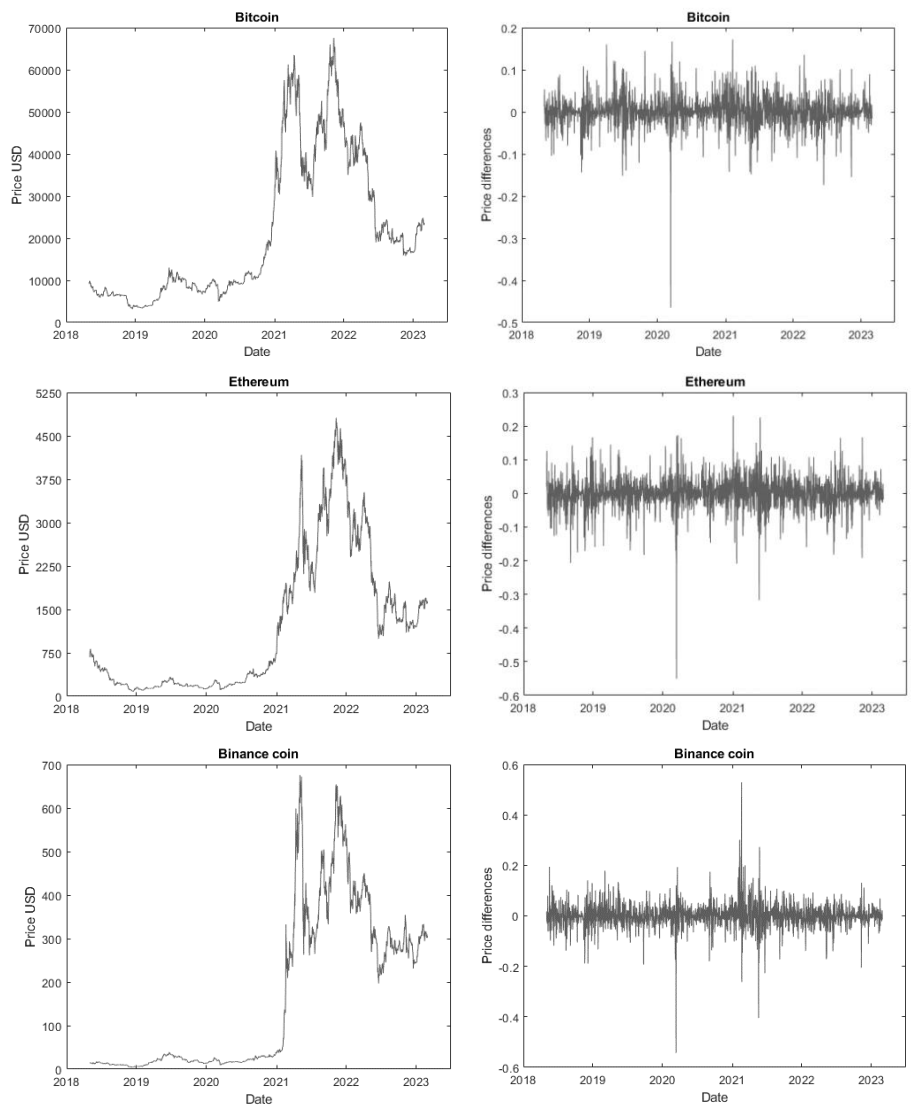 Bitcoin
70000
60000
50000
40000
30000
20000
10000
0
Price USD
2018 2019 2020 2021 2022 2023
Date
Bitcoin
0.2
0.1
0
-0.1
-0.2
-0.3
-0.4
-0.5
Price differences
2018 2019 2020 2021 2022 2023
Date
Ethereum
5250
4500
3750
3000
2250
1500
750
0
Price USD
2018 2019 2020 2021 2022 2023
Date
Ethereum
0.3
0.2
0.1
0
-0.1
-0.2
-0.3
-0.4
-0.5
-0.6
Price differences
2018 2019 2020 2021 2022 2023
Date
Binance coin
700
600
500
400
300
200
100
0
Price USD
2018 2019 2020 2021 2022 2023
Date
Binance coin
0.6
0.4
0.2
0
-0.2
-0.4
-0.6
Price differences
2018 2019 2020 2021 2022 2023
Date